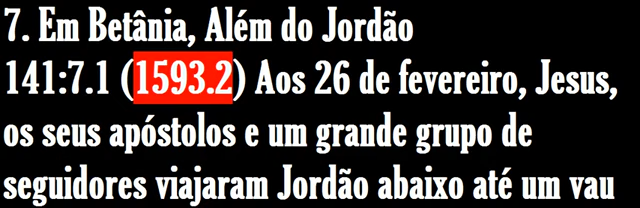 7. Em Betânia, Além do Jordão
141:7.1 (1593.2) Aos 26 de fevereiro, Jesus,
os seus apóstolos e um grande grupo de
seguidores viajaram Jordão abaixo até um vau